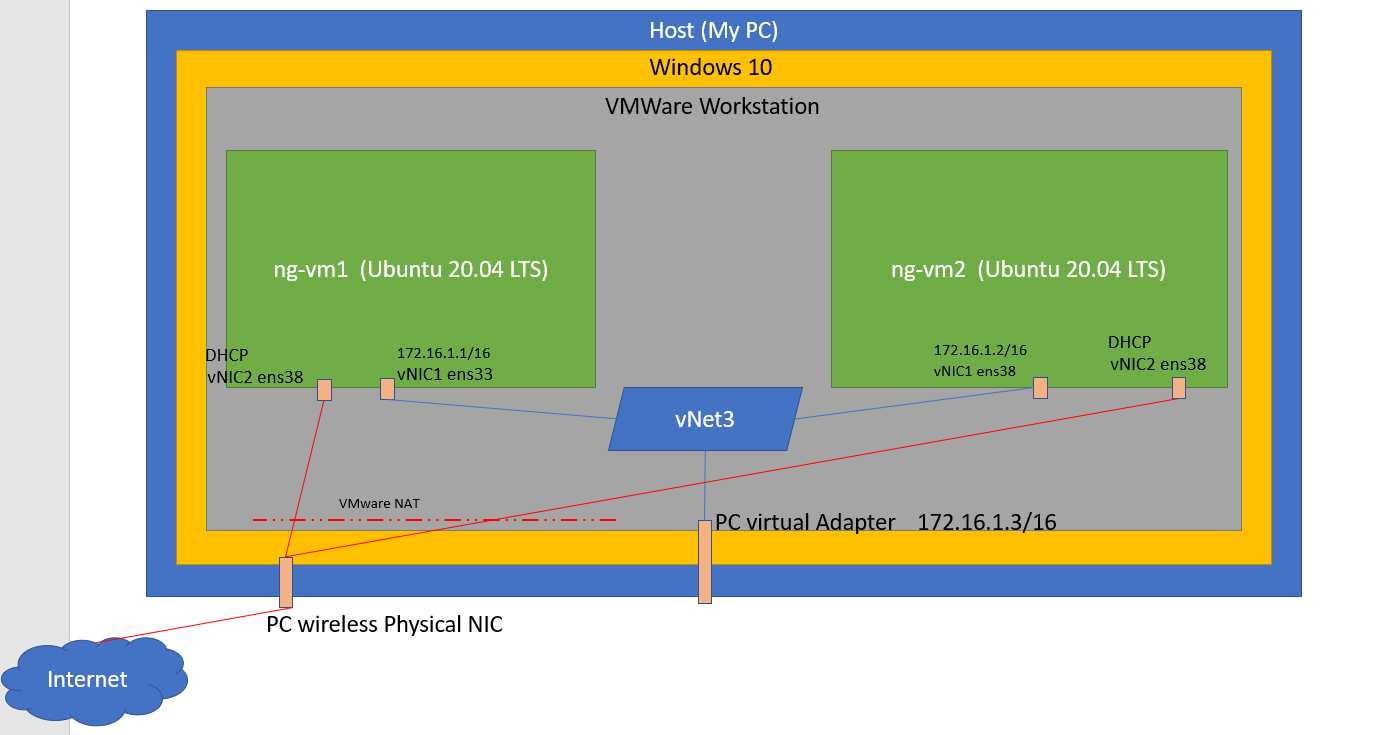 Host (My PC)
Windows 10
VMWare Workstation
ng-vm1 (Ubuntu 20.04 LTS)
ng-vm2 (Ubuntu 20.04 LTS)
DHCP
vNIC2 ens38
172.16.1.1/16
vNIC1 ens33
172.16.1.2/16
vNIC1 ens38
DHCP
vNIC2 ens38
vNet3
VMware NAT
PC virtual Adapter 172.16.1.3/16
PC wireless Physical NIC
Internet